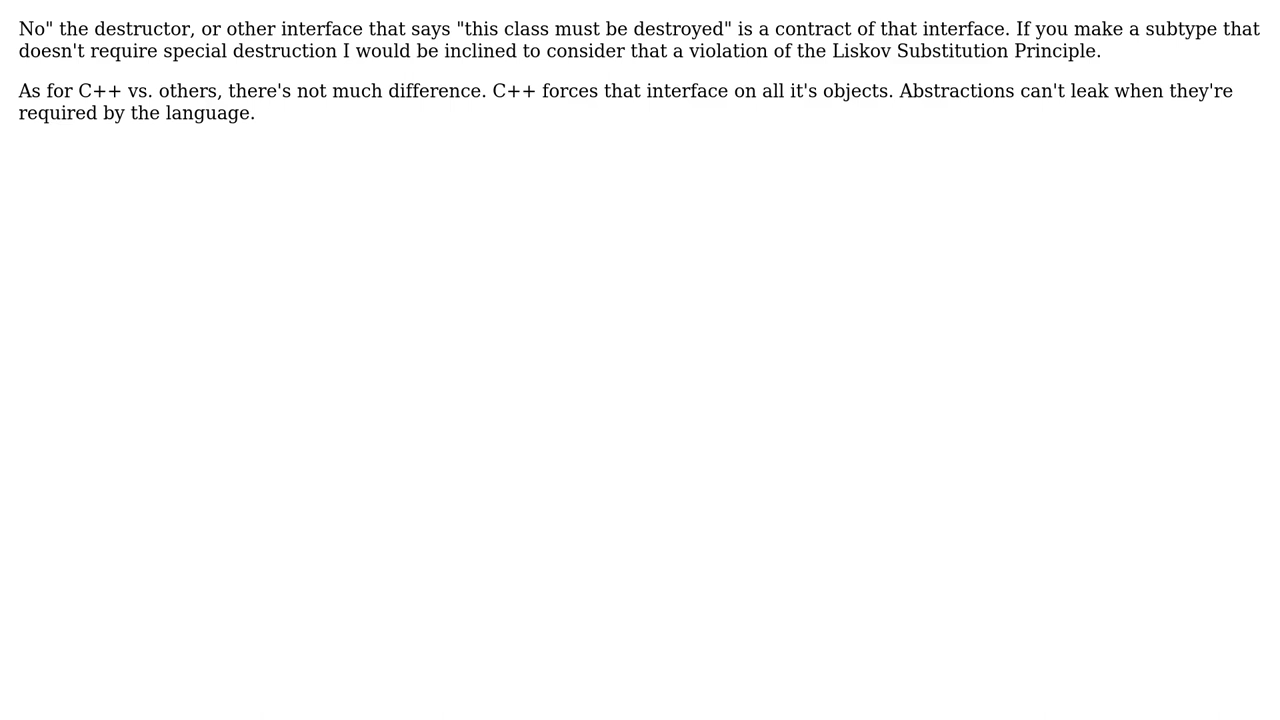 No" the destructor, or other interface that says "this class must be destroyed" is a contract of that interface. If you make a subtype that
doesn't require special destruction I would be inclined to consider that a violation of the Liskov Substitution Principle.
As for C++ vs. others, there's not much difference. C++ forces that interface on all it's objects. Abstractions can't leak when they're
required by the language.